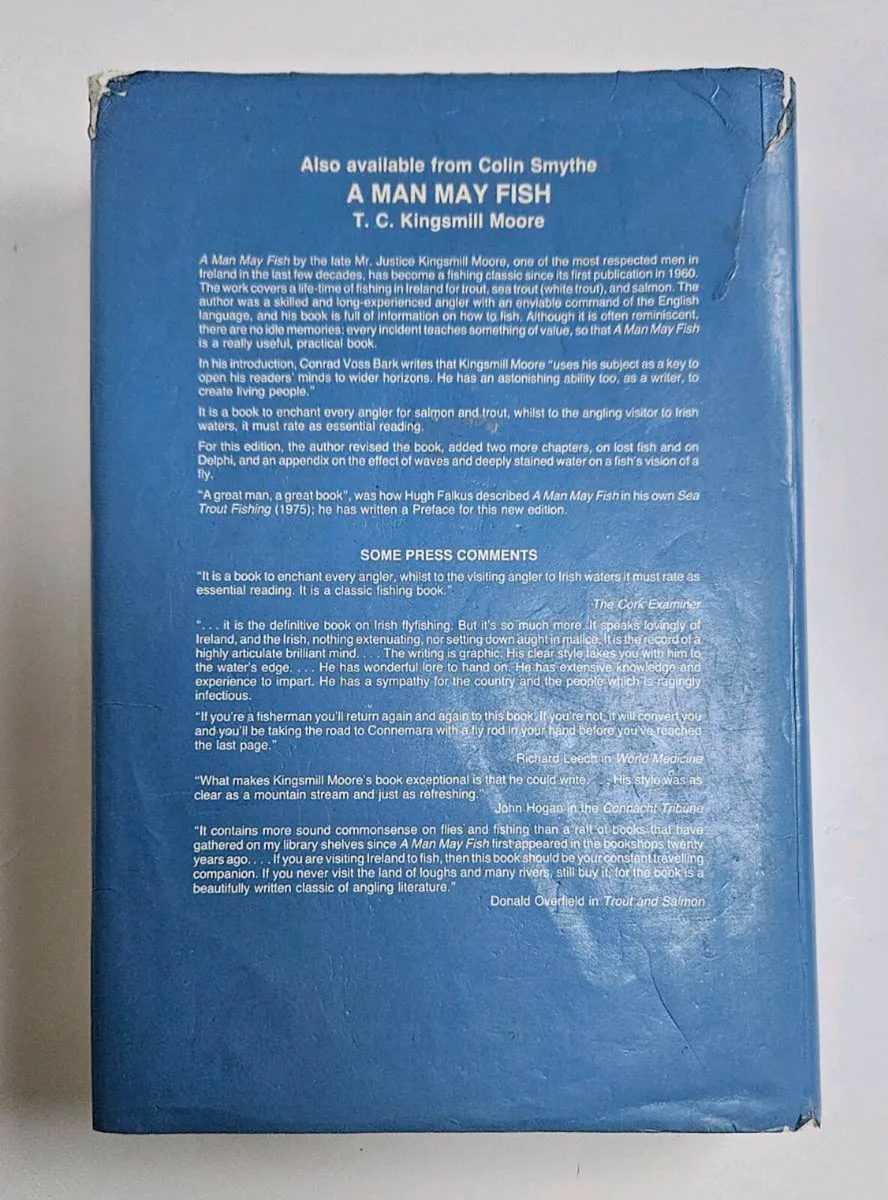 Also available from Colin Smythe
A MAN MAY FISH
T. C. Kingsmill Moore
A Man May Fish by the late Mr. Justice Kingsmill Moore, one of the most respected men in
Ireland in the last few decades, has become a fishing classic since its first publication in 1960.
The work covers a life-time of fishing in Ireland for trout, sea trout (white trout), and salmon. The
author was a skilled and long-experienced angler with an enviable command of the English
language, and his book is full of information on how to fish. Although it is often reminiscent,
there are no idle memories: every incident teaches something of value, so that A Man May Fish
is a really useful, practical book.
In his introduction, Conrad Voss Bark writes that Kingsmill Moore "uses his subject as a key to
open his readers' minds to wider horizons. He has an astonishing ability too, as a writer, to
create living people."
It is a book to enchant every angler for salmon and trout, whilst to the angling visitor to Irish
waters, it must rate as essential reading.
For this edition, the author revised the book, added two more chapters, on lost fish and on
Delphi, and an appendix on the effect of waves and deeply stained water on a fish's vision of a
fly.
"A great man, a great book", was how Hugh Falkus described A Man May Fish in his own Sea
Trout Fishing (1975); he has written a Preface for this new edition.
SOME PRESS COMMENTS
"It is a book to enchant every angler, whilst to the visiting angler to Irish waters it must rate as
essential reading. It is a classic fishing book."
The Cork Examiner
". . . it is the definitive book on Irish flyfishing. But it's so much more. It speaks lovingly of
Ireland, and the Irish, nothing extenuating, nor setting down aught in malice. It is the record of a
highly articulate brilliant mind. . . . The writing is graphic. His clear style takes you with him to
the water's edge. . . . He has wonderful lore to hand on. He has extensive knowledge and
experience to impart. He has a sympathy for the country and the people which is ragingly
infectious.
"If you're a fisherman you'll return again and again to this book. If you're not, it will convert you
and you'll be taking the road to Connemara with a fly rod in your hand before you've reached
the last page."
Richard Leech in World Medicine
"What makes Kingsmill Moore's book exceptional is that he could write. . . . His style was as
clear as a mountain stream and just as refreshing."
John Hogan in the Connacht Tribune
"It contains more sound commonsense on flies and fishing than a raft of books that have
gathered on my library shelves since A Man May Fish first appeared in the bookshops twenty
years ago. . . . If you are visiting Ireland to fish, then this book should be your constant travelling
companion. If you never visit the land of loughs and many rivers, still buy it, for the book is a
beautifully written classic of angling literature."
Donald Overfield in Trout and Salmon